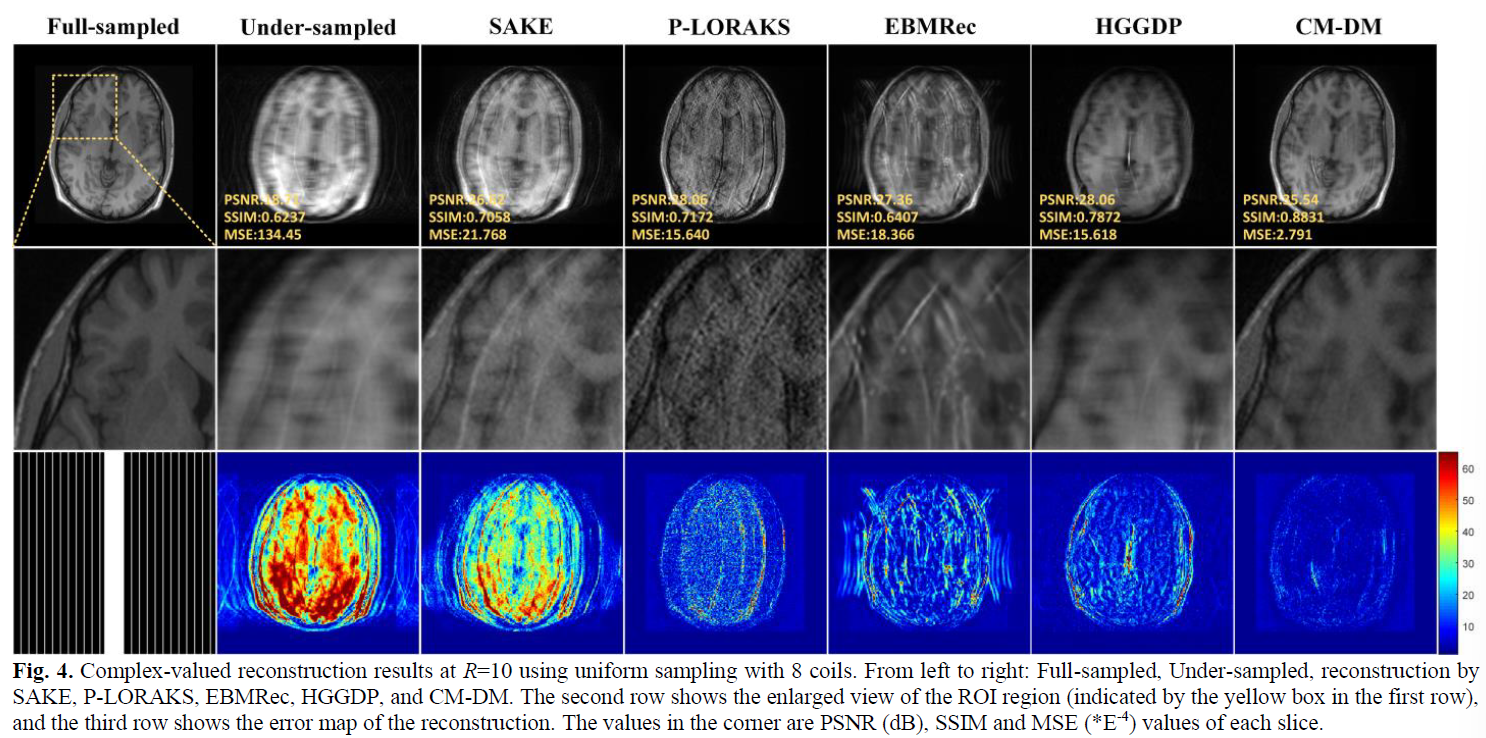 Full-sampled Under-sampled SAKE P-LORAKS EBMRec HGGDP CM-DM
PSNR:18.71 PSNR:26.62 PSNR:28.06 PSNR:27.36 PSNR:28.06 PSNR:35.54
SSIM:0.6237 SSIM:0.7058 SSIM:0.7172 SSIM:0.6407 SSIM:0.7872 SSIM:0.8831
MSE:134.45 MSE:21.768 MSE:15.640 MSE:18.366 MSE:15.618 MSE:2.791
60
50
40
30
20
10
Fig. 4. Complex-valued reconstruction results at R=10 using uniform sampling with 8 coils. From left to right: Full-sampled, Under-sampled, reconstruction by
SAKE, P-LORAKS, EBMRec, HGGDP, and CM-DM. The second row shows the enlarged view of the ROI region (indicated by the yellow box in the first row),
and the third row shows the error map of the reconstruction. The values in the corner are PSNR (dB), SSIM and MSE (*E-4) values of each slice.